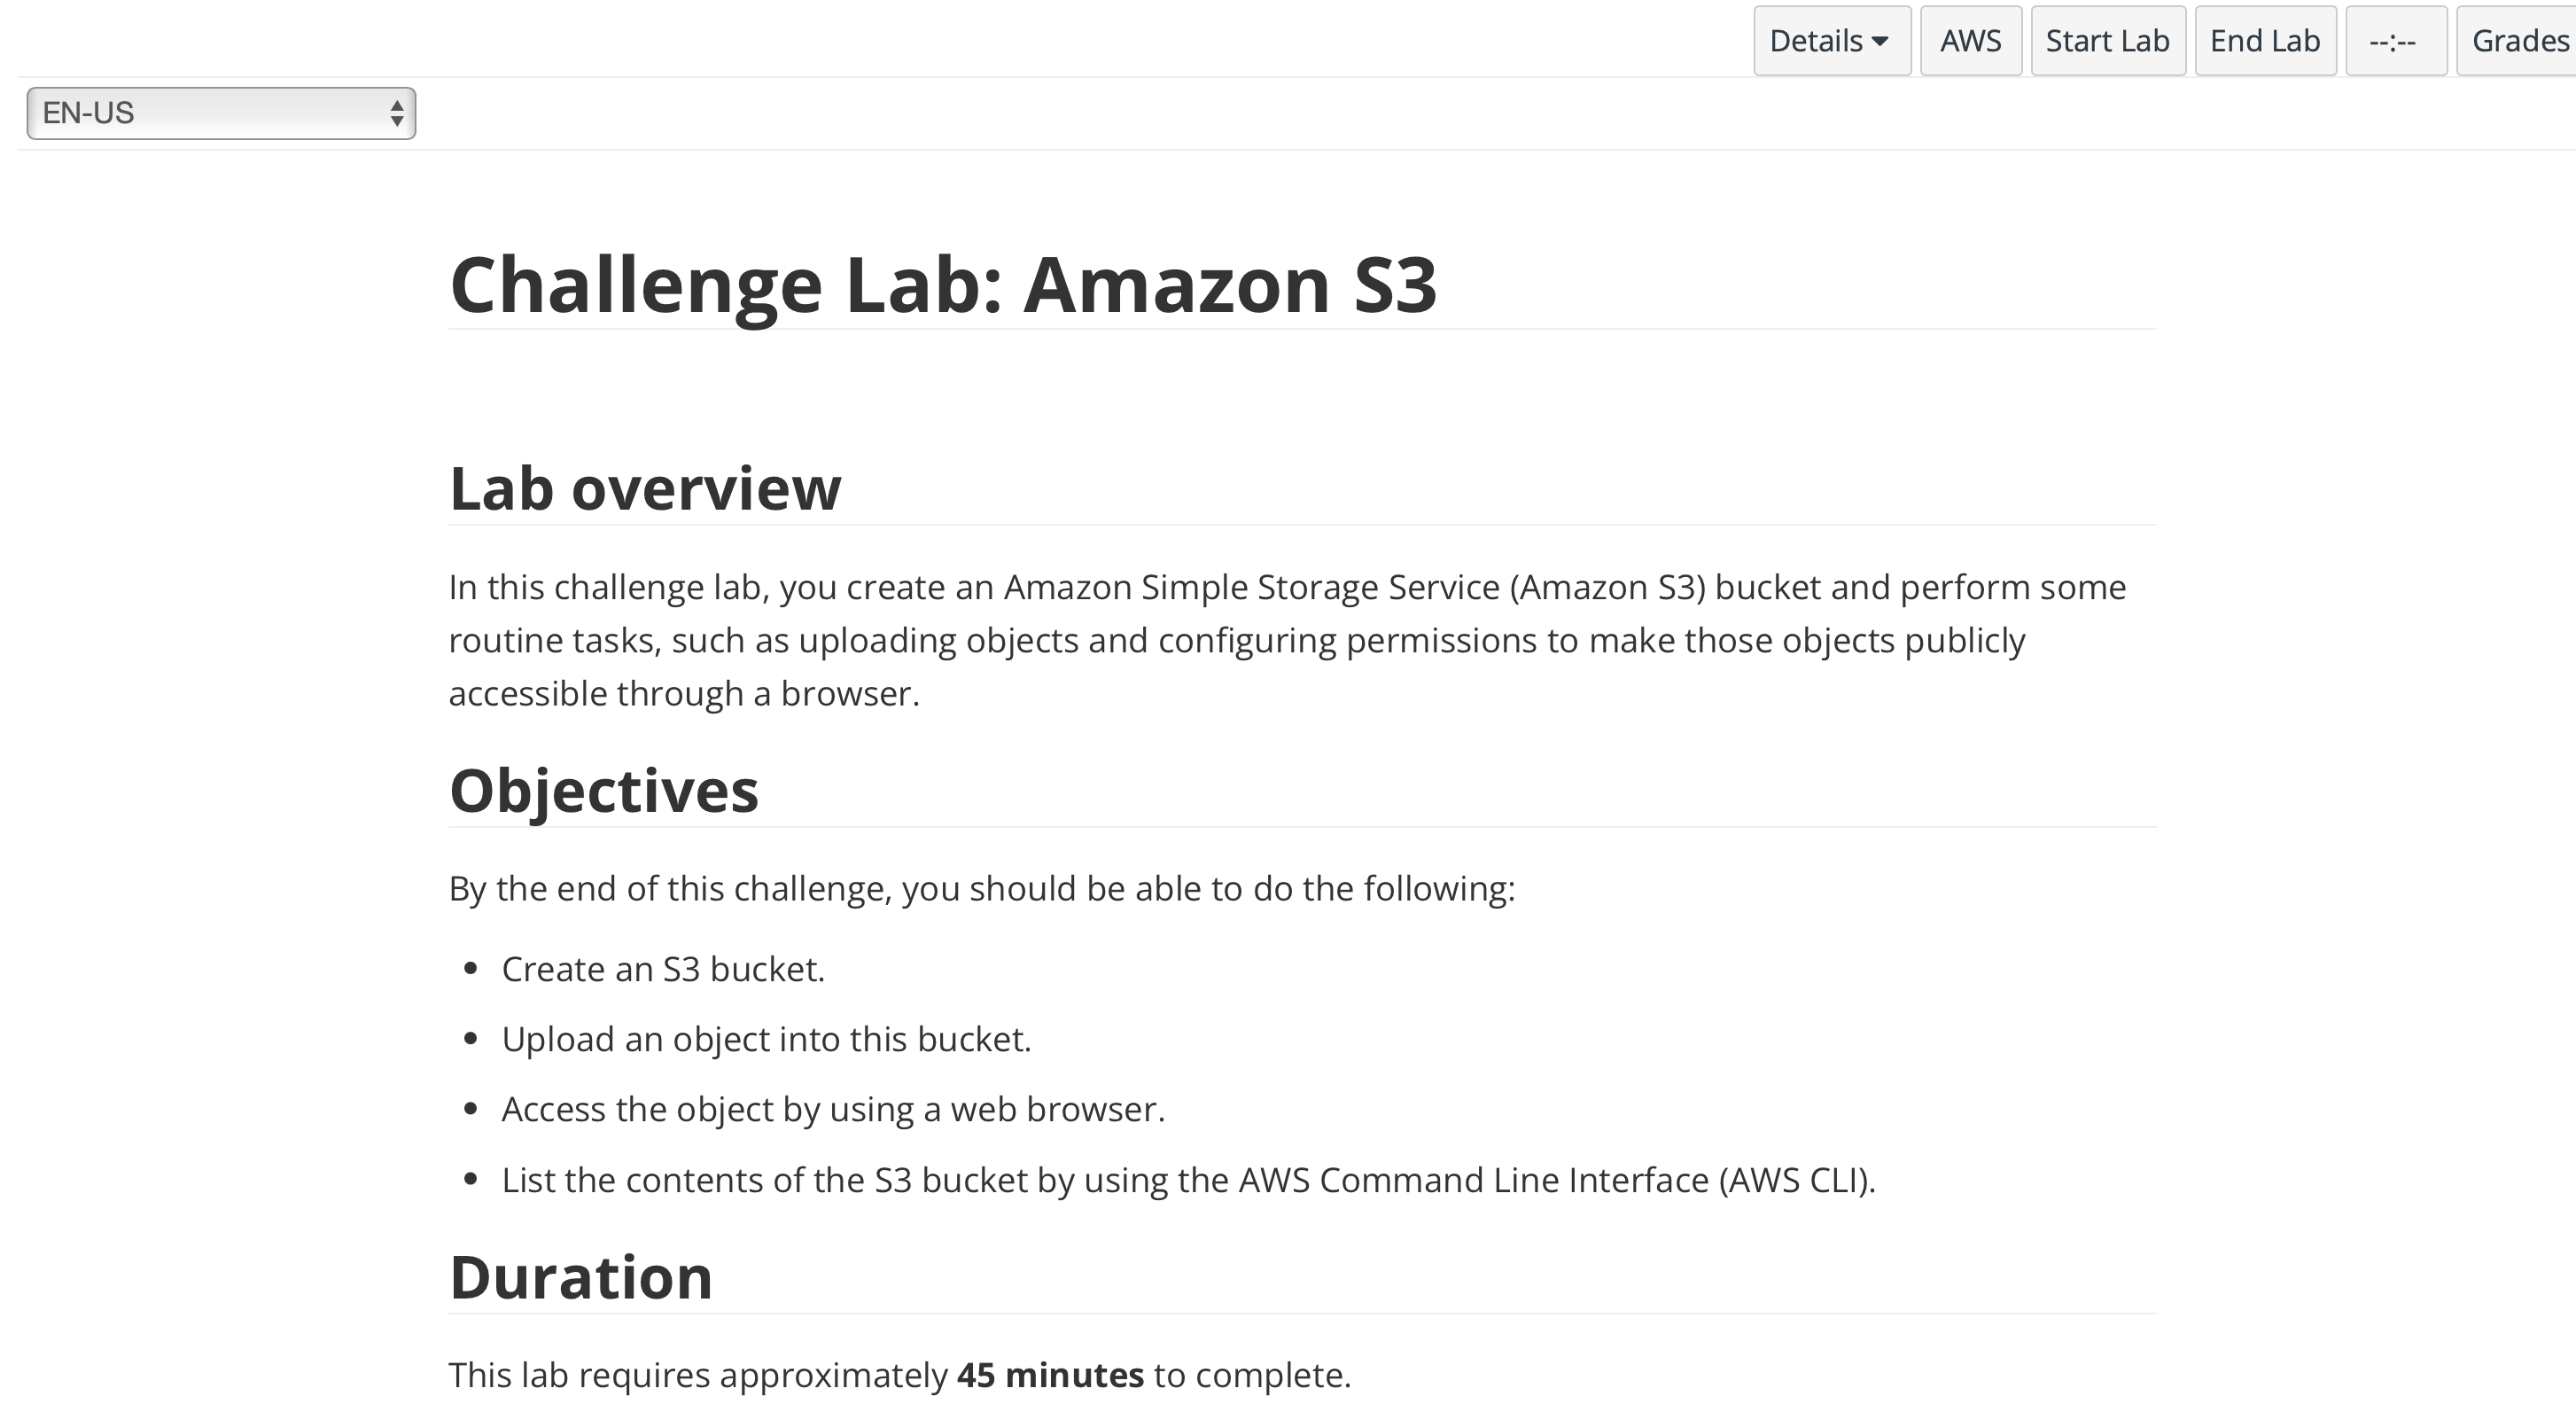 Details AWS Start Lab End Lab --:-- Grades
EN-US
Challenge Lab: Amazon S3
Lab overview
In this challenge lab, you create an Amazon Simple Storage Service (Amazon S3) bucket and perform some
routine tasks, such as uploading objects and configuring permissions to make those objects publicly
accessible through a browser.
Objectives
By the end of this challenge, you should be able to do the following:
• Create an S3 bucket.
• Upload an object into this bucket.
• Access the object by using a web browser.
• List the contents of the S3 bucket by using the AWS Command Line Interface (AWS CLI).
Duration
This lab requires approximately 45 minutes to complete.